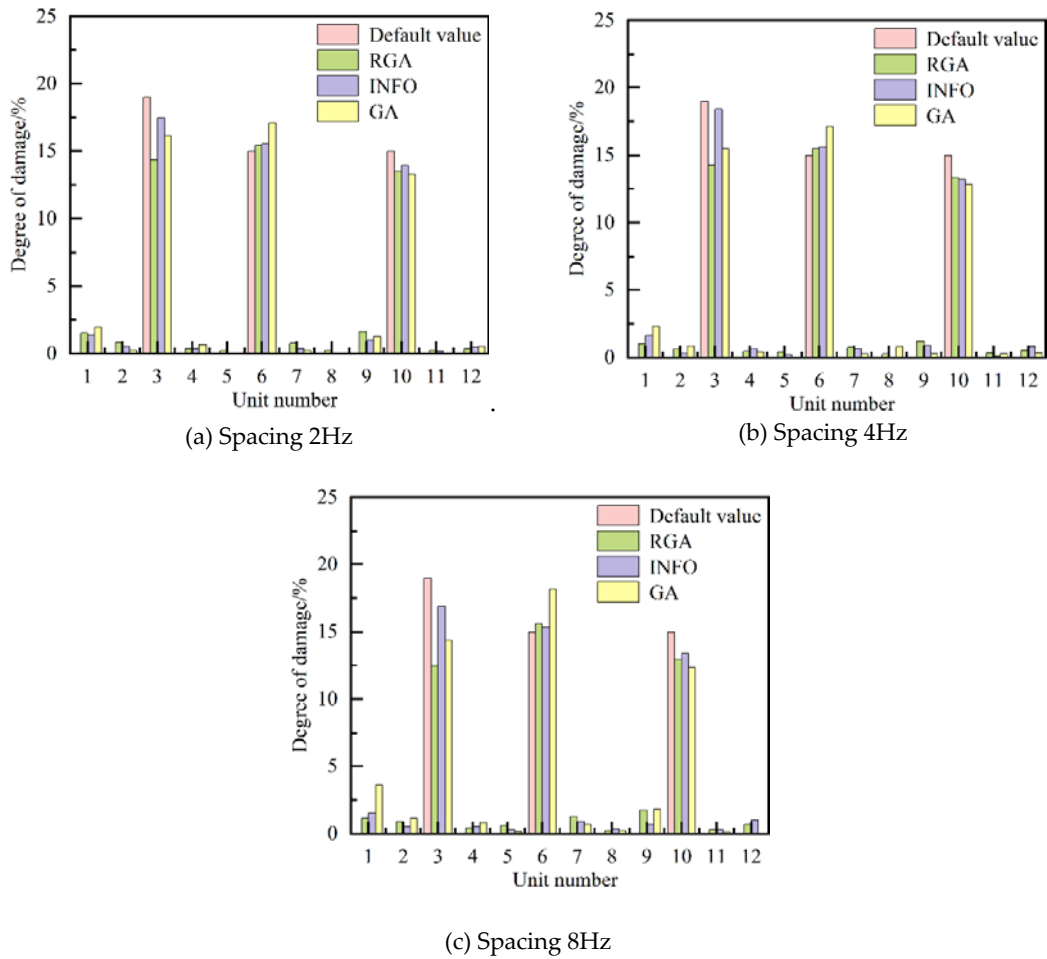 25
20
15
10
5
0
Degree of damage/%
Default value
RGA
INFO
GA
1 2 3 4 5 6 7 8 9 10 11 12
Unit number
.
(a) Spacing 2Hz
25
20
15
10
5
0
Degree of damage/%
Default value
RGA
INFO
GA
1 2 3 4 5 6 7 8 9 10 11 12
Unit number
(b) Spacing 4Hz
25
20
15
10
5
0
Degree of damage/%
Default value
RGA
INFO
GA
1 2 3 4 5 6 7 8 9 10 11 12
Unit number
(c) Spacing 8Hz